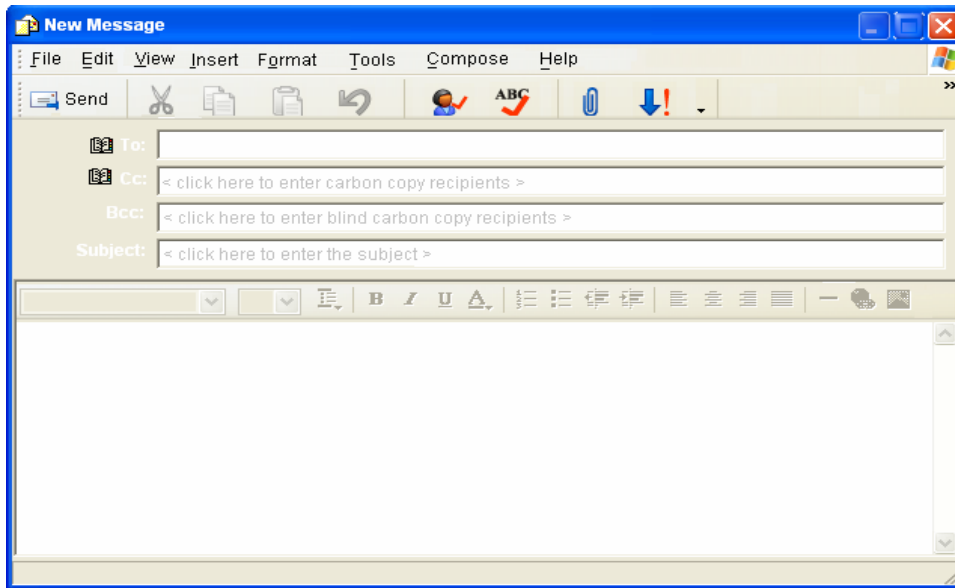 New Message
File Edit View Insert Format Tools Compose Help
Send ABC
To:
Cc: < click here to enter carbon copy recipients >
Bcc: < click here to enter blind carbon copy recipients >
Subject: < click here to enter the subject >
B I U A